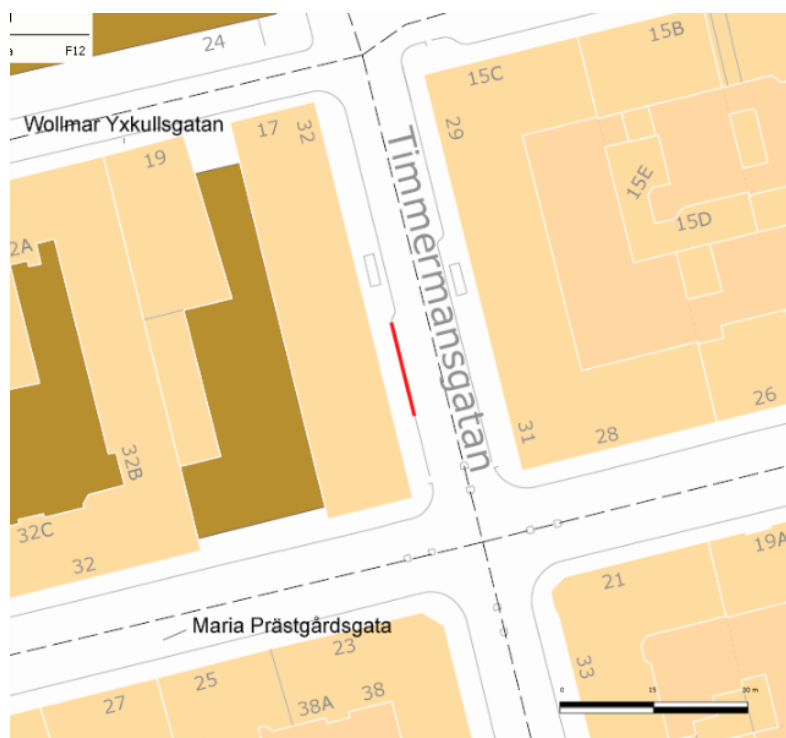 a
F12
24
15B
15C
Wollmar Yxkullsgatan
17
32
29
19
Timmermansgatan
15E
15D
2A
26
31
28
32B
32C
32
19A
21
Maria Prästgårdsgata
23
33
25
38
38A
27
0
15
30 m